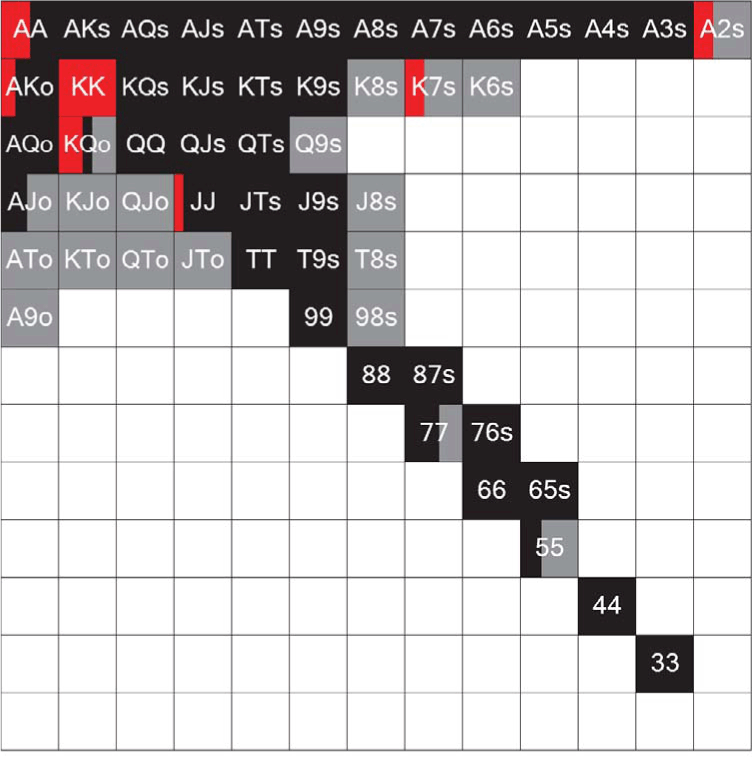 AA AKs AQs AJs ATs A9s A8s A7s A6s A5s A4s A3s A2s
AKo KK KQs KJs KTs K9s K8s K7s K6s
AQo KQo QQ QJs QTs Q9s
AJo KJo QJo JJ JTs J9s J8s
ATo KTo QTo JTo TT T9s T8s
A9o 99 98s
88 87s
77 76s
66 65s
55
44
33